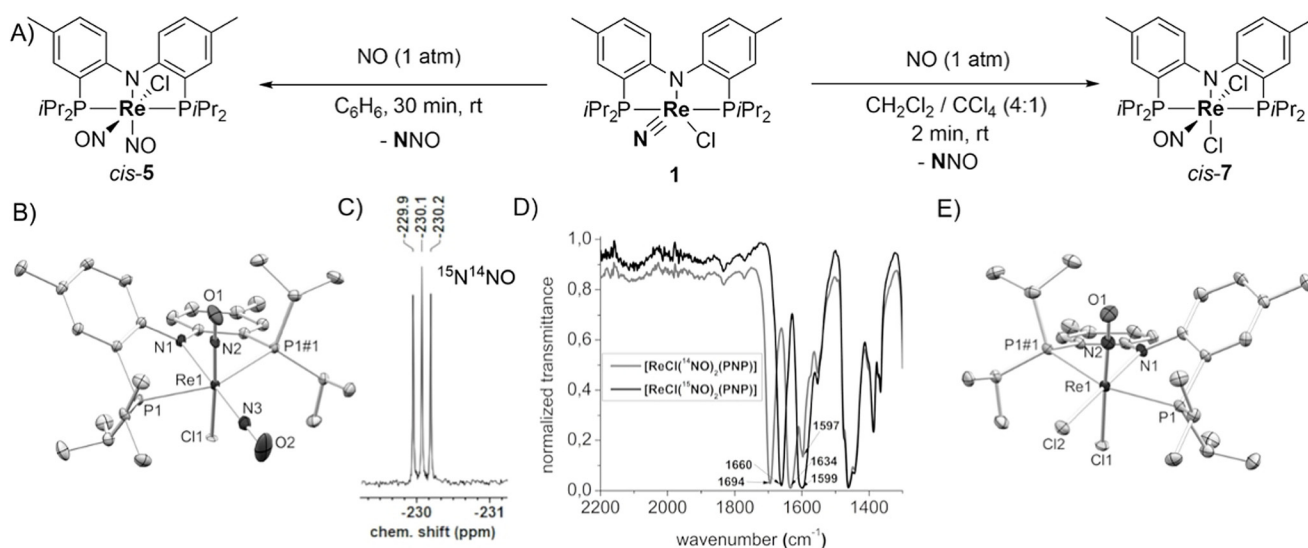 A)
N
Cl
PiPr₂—Re—PiPr₂
ON NO
cis-5
NO (1 atm)
C₆H₆, 30 min, rt
- NNO
N
PiPr₂—Re—PiPr₂
N Cl
1
NO (1 atm)
CH₂Cl₂ / CCl₄ (4:1)
2 min, rt
- NNO
N
Cl
PiPr₂—Re—PiPr₂
ON
Cl
cis-7
B)
O1
N1
N2
P1#1
Re1
P1
N3
Cl1
O2
C)
-229.9
-230.1
-230.2
¹⁵N¹⁴NO
-230
-231
chem. shift (ppm)
D)
normalized transmittance
1,0
0,8
0,6
0,4
0,2
0,0
[ReCl(¹⁴NO)₂(PNP)]
[ReCl(¹⁵NO)₂(PNP)]
1597
1660
1634
1694
1599
2200 2000 1800 1600 1400
wavenumber (cm⁻¹)
E)
O1
P1#1
N2
N1
Re1
P1
Cl2
Cl1